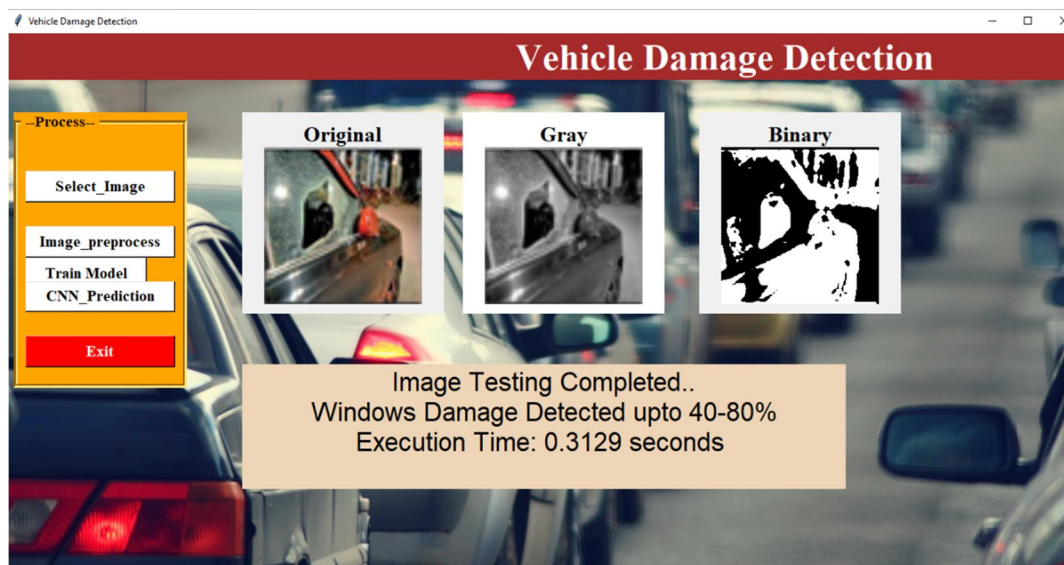 Vehicle Damage Detection
Vehicle Damage Detection
--Process--
Select_Image
Image_preprocess
Train Model
CNN_Prediction
Exit
Original
Gray
Binary
Image Testing Completed..
Windows Damage Detected upto 40-80%
Execution Time: 0.3129 seconds